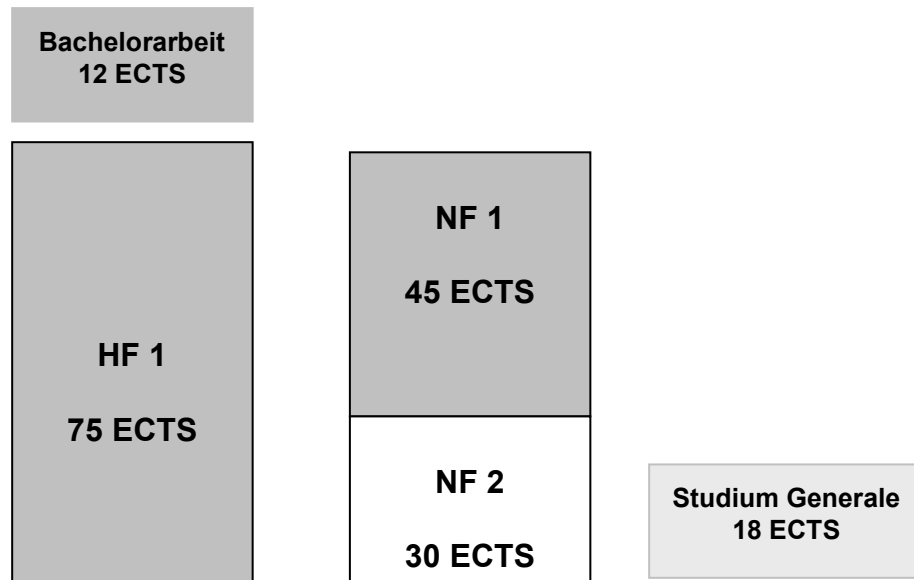 Bachelorarbeit
12 ECTS
HF 1
75 ECTS
NF 1
45 ECTS
NF 2
30 ECTS
Studium Generale
18 ECTS